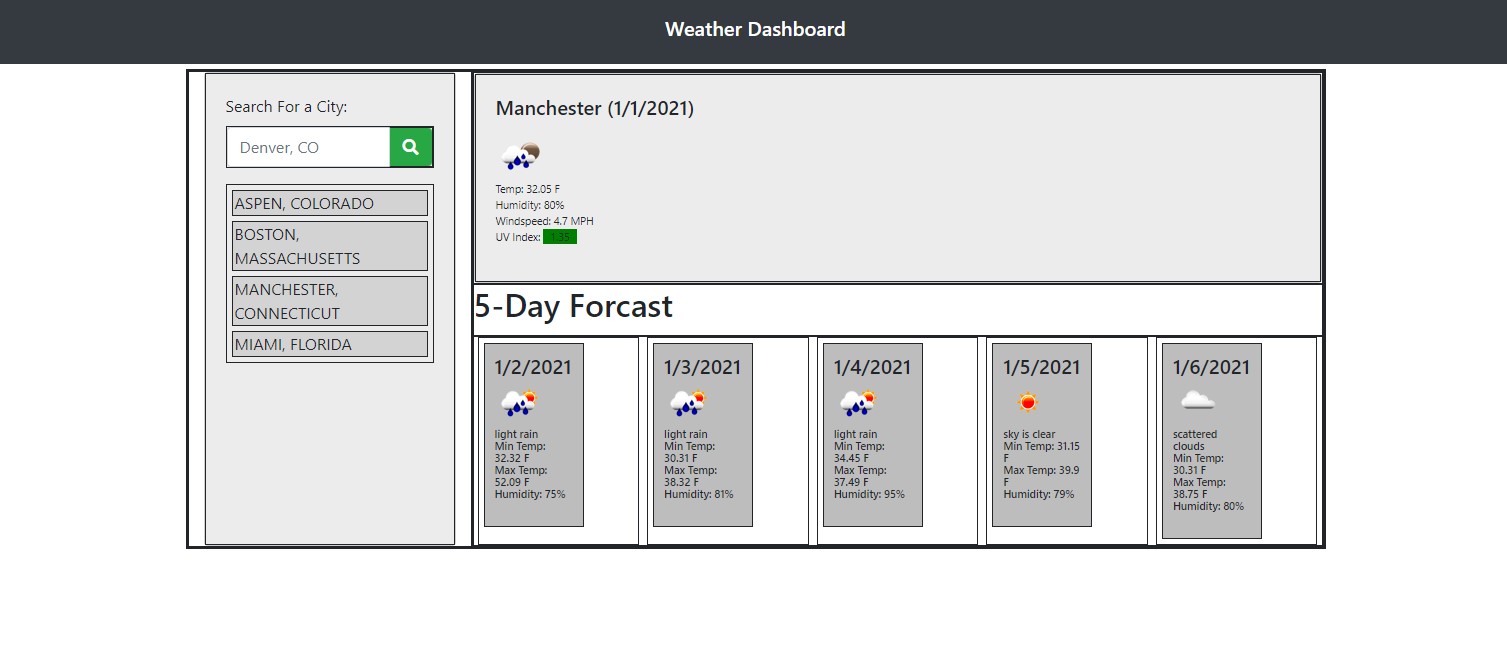 Weather Dashboard
Search For a City:
Denver, CO
ASPEN, COLORADO
BOSTON,
MASSACHUSETTS
MANCHESTER,
CONNECTICUT
MIAMI, FLORIDA
Manchester (1/1/2021)
Temp: 32.05 F
Humidity: 80%
Windspeed: 4.7 MPH
UV Index: 1.35
5-Day Forcast
1/2/2021
light rain
Min Temp:
32.32 F
Max Temp:
52.09 F
Humidity: 75%
1/3/2021
light rain
Min Temp:
30.31 F
Max Temp:
38.32 F
Humidity: 81%
1/4/2021
light rain
Min Temp:
34.45 F
Max Temp:
37.49 F
Humidity: 95%
1/5/2021
sky is clear
Min Temp: 31.15
F
Max Temp: 39.9
F
Humidity: 79%
1/6/2021
scattered
clouds
Min Temp:
30.31 F
Max Temp:
38.75 F
Humidity: 80%